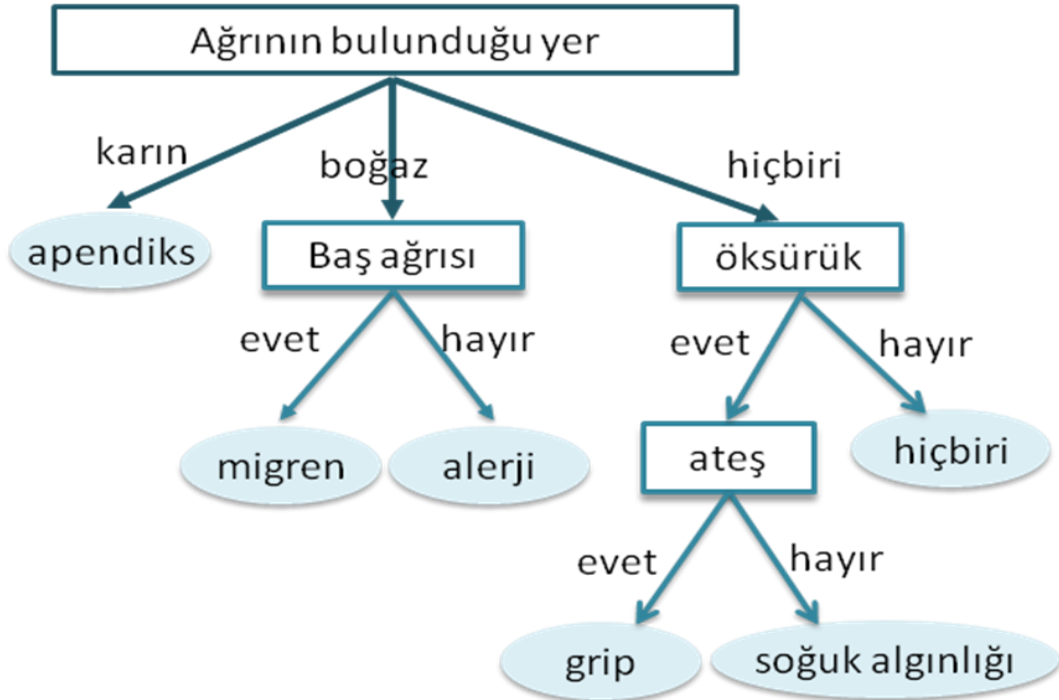 Ağrının bulunduğu yer
karın
boğaz
hiçbiri
apendiks
Baş ağrısı
öksürük
evet
hayır
evet
hayır
migren
alerji
ateş
hiçbiri
evet
hayır
grip
soğuk algınlığı